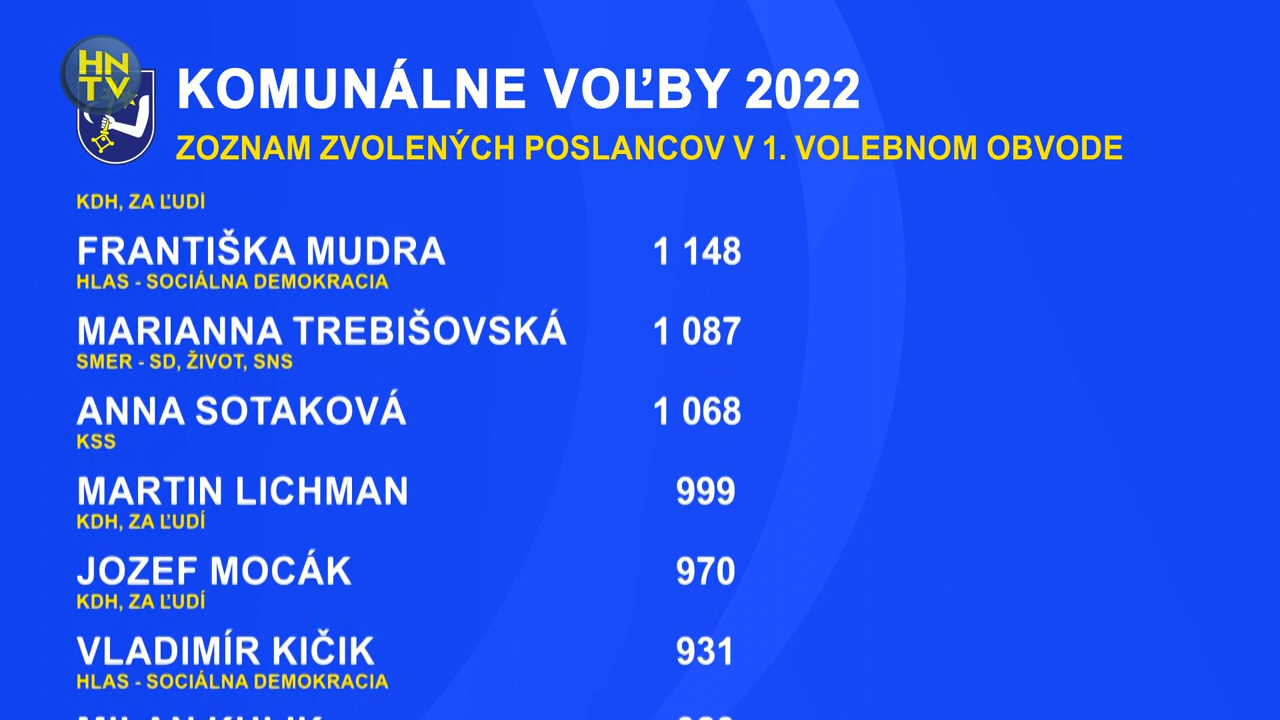 HN
TV
KOMUNÁLNE VOĽBY 2022
ZOZNAM ZVOLENÝCH POSLANCOV V 1. VOLEBNOM OBVODE
KDH, ZA ĽUDÍ
FRANTIŠKA MUDRA 1 148
HLAS - SOCIÁLNA DEMOKRACIA
MARIANNA TREBIŠOVSKÁ 1 087
SMER - SD, ŽIVOT, SNS
ANNA SOTAKOVÁ 1 068
KSS
MARTIN LICHMAN 999
KDH, ZA ĽUDÍ
JOZEF MOCÁK 970
KDH, ZA ĽUDÍ
VLADIMÍR KIČIK 931
HLAS - SOCIÁLNA DEMOKRACIA